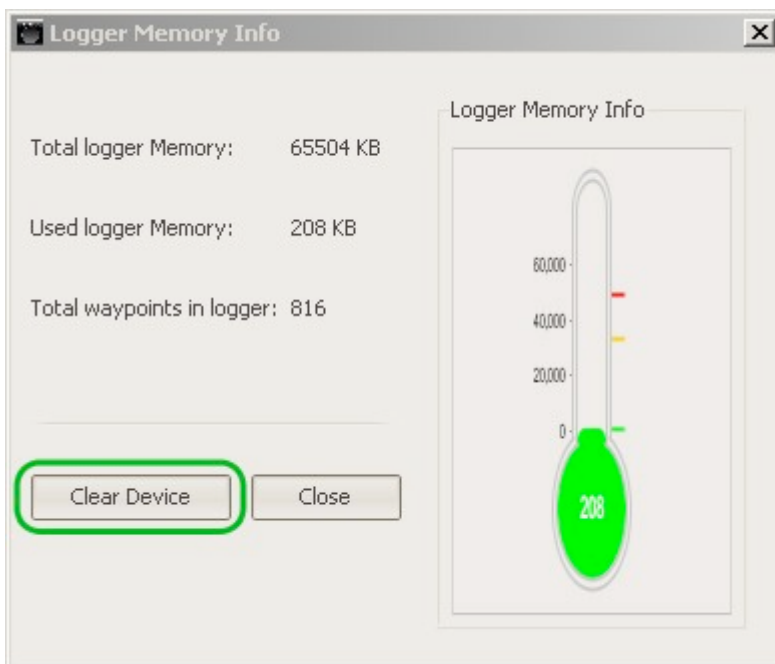 Logger Memory Info
Total logger Memory: 65504 KB
Used logger Memory: 208 KB
Total waypoints in logger: 816
Clear Device
Close
Logger Memory Info
60,000
40,000
20,000
0
208